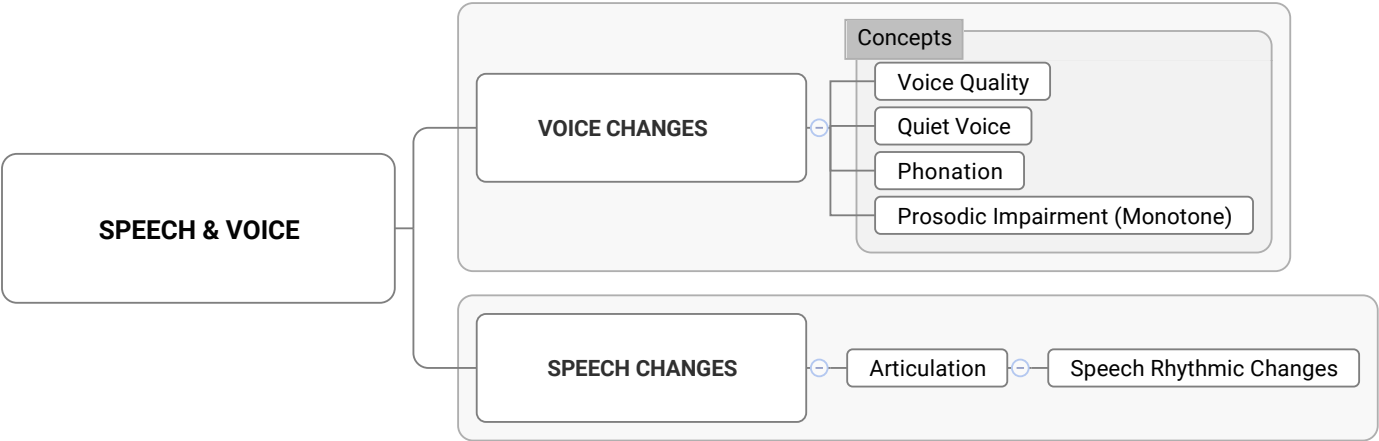 Concepts
Voice Quality
VOICE CHANGES
Quiet Voice
Phonation
Prosodic Impairment (Monotone)
SPEECH & VOICE
SPEECH CHANGES
Articulation
Speech Rhythmic Changes